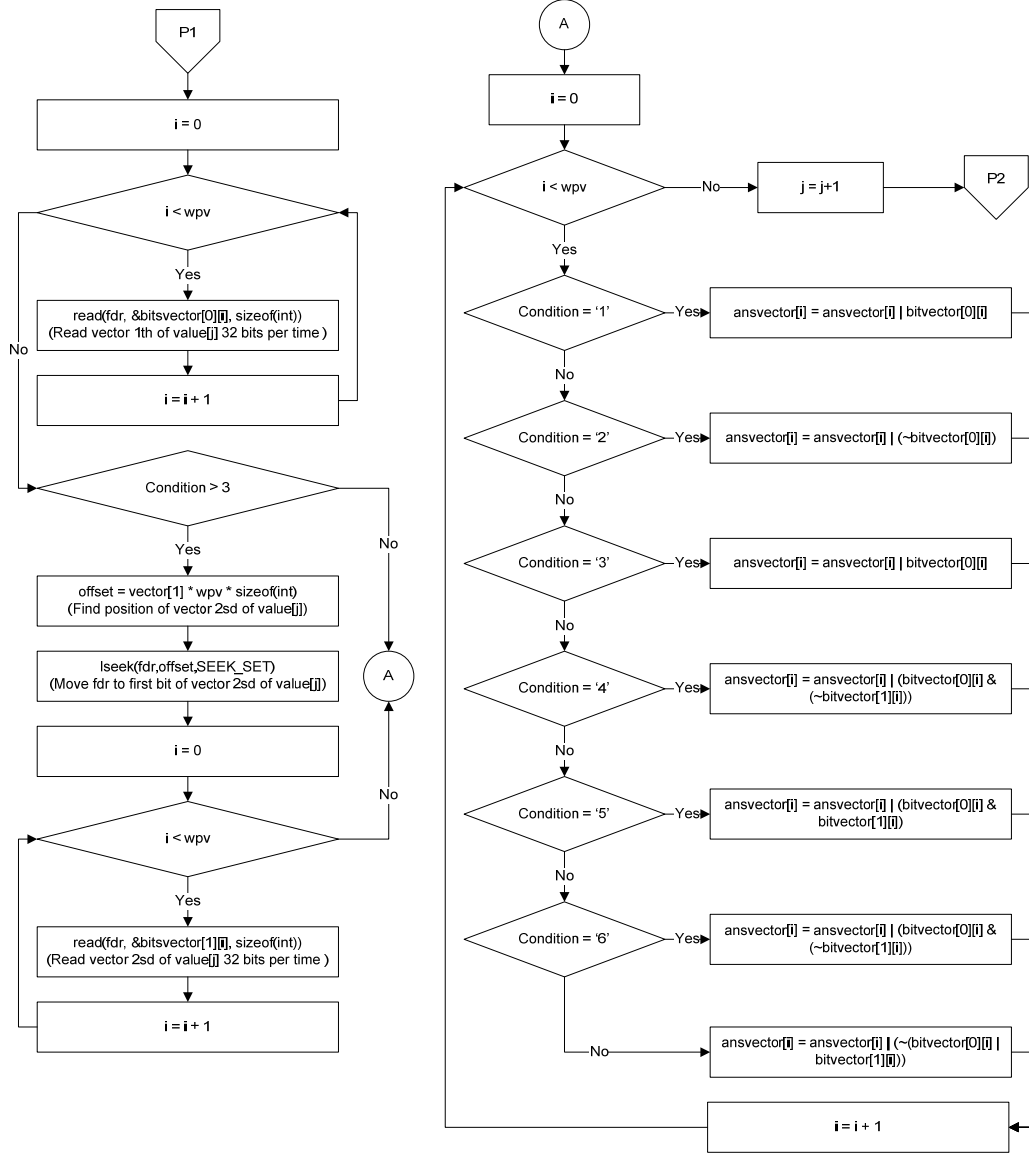 P1
i = 0
i < wpv
Yes
read(fdr, &bitsvector[0][i], sizeof(int))
(Read vector 1th of value[j] 32 bits per time )
No
i = i + 1
Condition > 3
No
Yes
offset = vector[1] * wpv * sizeof(int)
(Find position of vector 2sd of value[j])
lseek(fdr,offset,SEEK_SET)
(Move fdr to first bit of vector 2sd of value[j])
A
i = 0
No
i < wpv
Yes
read(fdr, &bitsvector[1][i], sizeof(int))
(Read vector 2sd of value[j] 32 bits per time )
i = i + 1
A
i = 0
i < wpv
No
j = j+1
P2
Yes
Condition = ‘1’
Yes
ansvector[i] = ansvector[i] | bitvector[0][i]
No
Condition = ‘2’
Yes
ansvector[i] = ansvector[i] | (~bitvector[0][i])
No
Condition = ‘3’
Yes
ansvector[i] = ansvector[i] | bitvector[0][i]
No
Condition = ‘4’
Yes
ansvector[i] = ansvector[i] | (bitvector[0][i] &
(~bitvector[1][i]))
No
Condition = ‘5’
Yes
ansvector[i] = ansvector[i] | (bitvector[0][i] &
bitvector[1][i])
No
Condition = ‘6’
Yes
ansvector[i] = ansvector[i] | (bitvector[0][i] &
(~bitvector[1][i]))
No
ansvector[i] = ansvector[i] | (~(bitvector[0][i] |
bitvector[1][i]))
i = i + 1